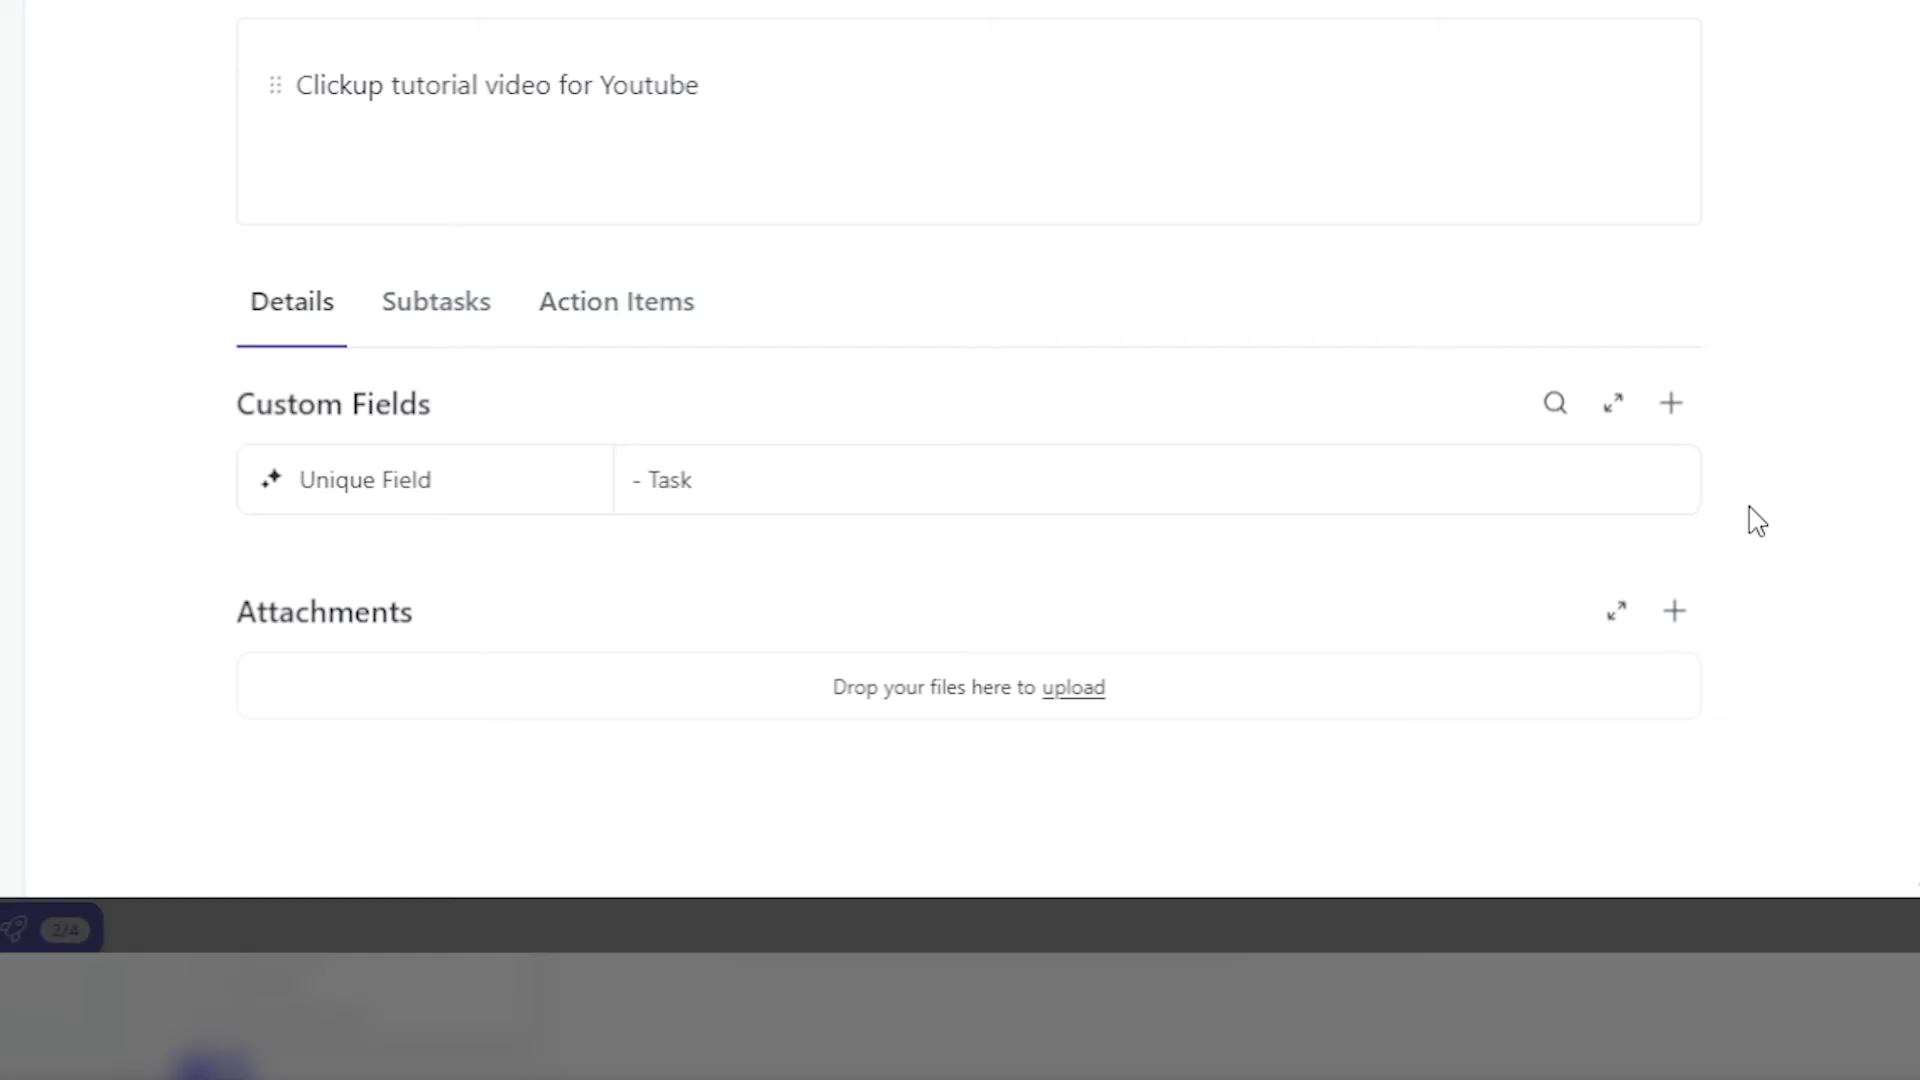 Clickup tutorial video for Youtube
Details Subtasks Action Items
Custom Fields
Unique Field - Task
Attachments
Drop your files here to upload
2/4